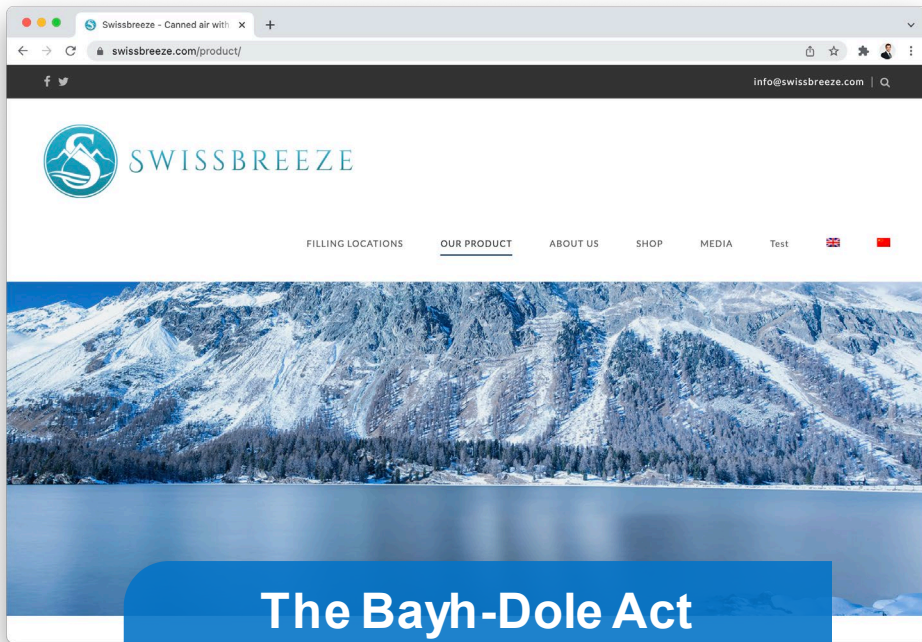 Swissbreeze - Canned air with
swissbreeze.com/product/
info@swissbreeze.com
SWISSBREEZE
FILLING LOCATIONS OUR PRODUCT ABOUT US SHOP MEDIA Test
The Bayh-Dole Act